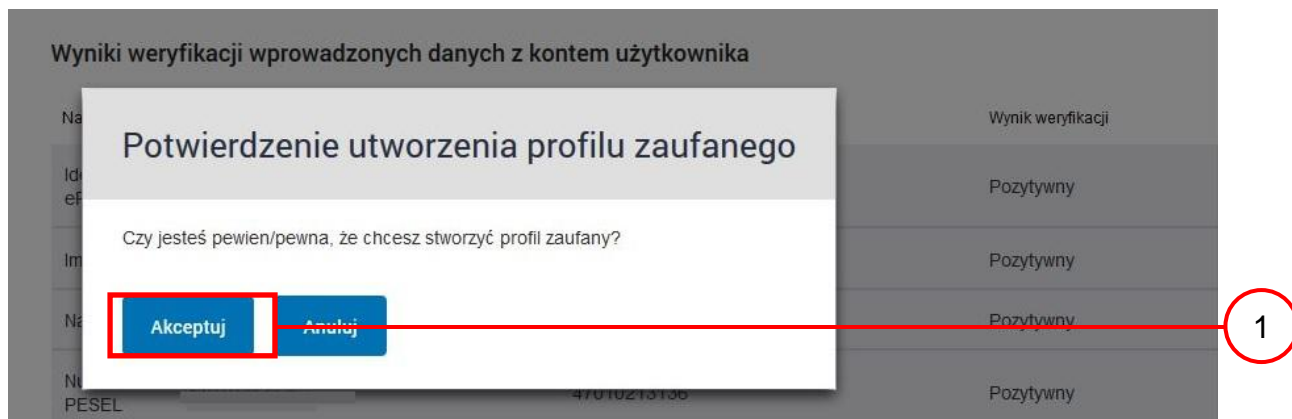 Wyniki weryfikacji wprowadzonych danych z kontem użytkownika
Wynik weryfikacji
Potwierdzenie utworzenia profilu zaufanego
Pozytywny
Czy jesteś pewien/pewna, że chcesz stworzyć profil zaufany?
Pozytywny
Akceptuj Anuluj
Pozytywny
1
PESEL
47010213136
Pozytywny